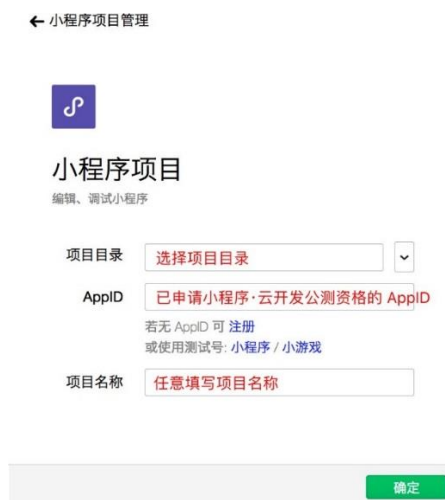 小程序项目管理
小程序项目
编辑、调试小程序
项目目录 选择项目目录
AppID 已申请小程序·云开发公测资格的 AppID
若无 AppID 可 注册
或使用测试号: 小程序 / 小游戏
项目名称 任意填写项目名称
确定